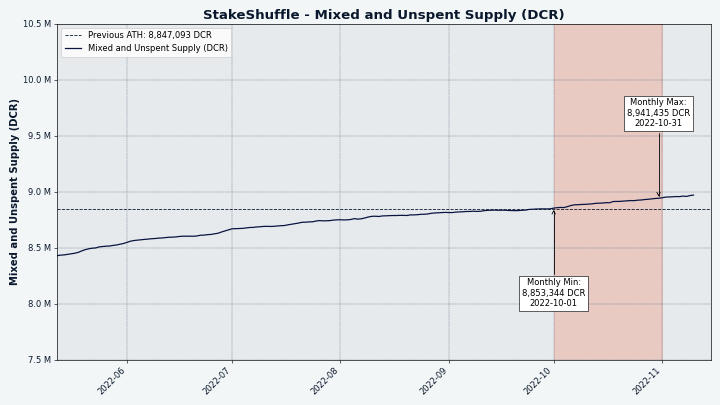 StakeShuffle - Mixed and Unspent Supply (DCR)
Previous ATH: 8,847,093 DCR
Mixed and Unspent Supply (DCR)
Mixed and Unspent Supply (DCR)
10.5 M
10.0 M
9.5 M
9.0 M
8.5 M
8.0 M
7.5 M
Monthly Max:
8,941,435 DCR
2022-10-31
Monthly Min:
8,853,344 DCR
2022-10-01
2022-06
2022-07
2022-08
2022-09
2022-10
2022-11